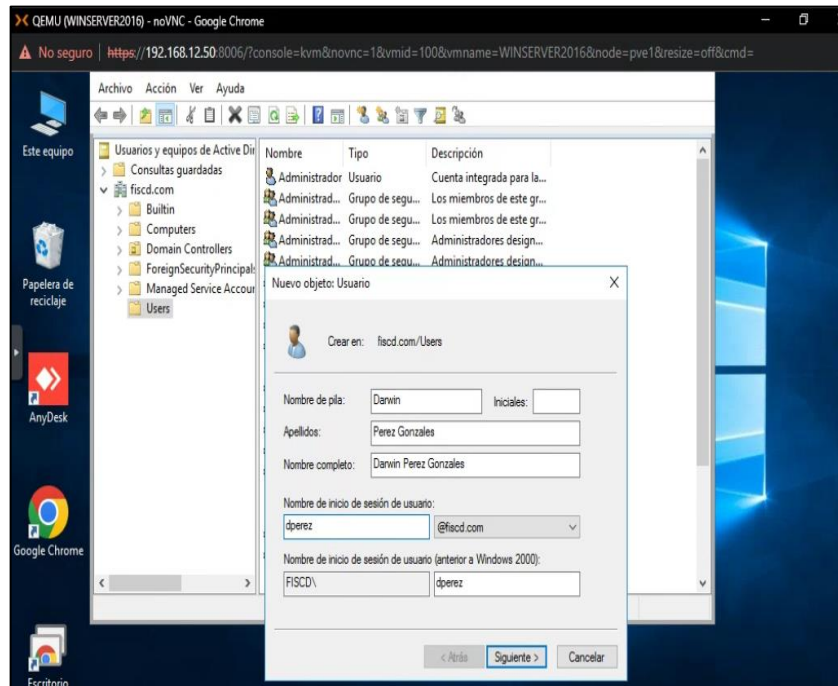 QEMU (WINSERVER2016) - noVNC - Google Chrome
No seguro | https://192.168.12.50:8006/?console=kvm&novnc=1&vmid=100&vmname=WINSERVER2016&node=pve1&resize=off&cmd=
Archivo Acción Ver Ayuda
Este equipo
Papelera de reciclaje
AnyDesk
Google Chrome
Escritorio
Usuarios y equipos de Active Dir
Consultas guardadas
fiscd.com
Builtin
Computers
Domain Controllers
ForeignSecurityPrincipals
Managed Service Accour
Users
Nombre Tipo Descripción
Administrador Usuario Cuenta integrada para la...
Administrad... Grupo de segu... Los miembros de este gr...
Administrad... Grupo de segu... Los miembros de este gr...
Administrad... Grupo de segu... Administradores design...
Administrad... Grupo de segu... Administradores design...
Nuevo objeto: Usuario
Crear en: fiscd.com/Users
Nombre de pila: Darwin Iniciales:
Apellidos: Perez Gonzales
Nombre completo: Darwin Perez Gonzales
Nombre de inicio de sesión de usuario:
dperez @fiscd.com
Nombre de inicio de sesión de usuario (anterior a Windows 2000):
FISCD\ dperez
< Atrás Siguiente > Cancelar